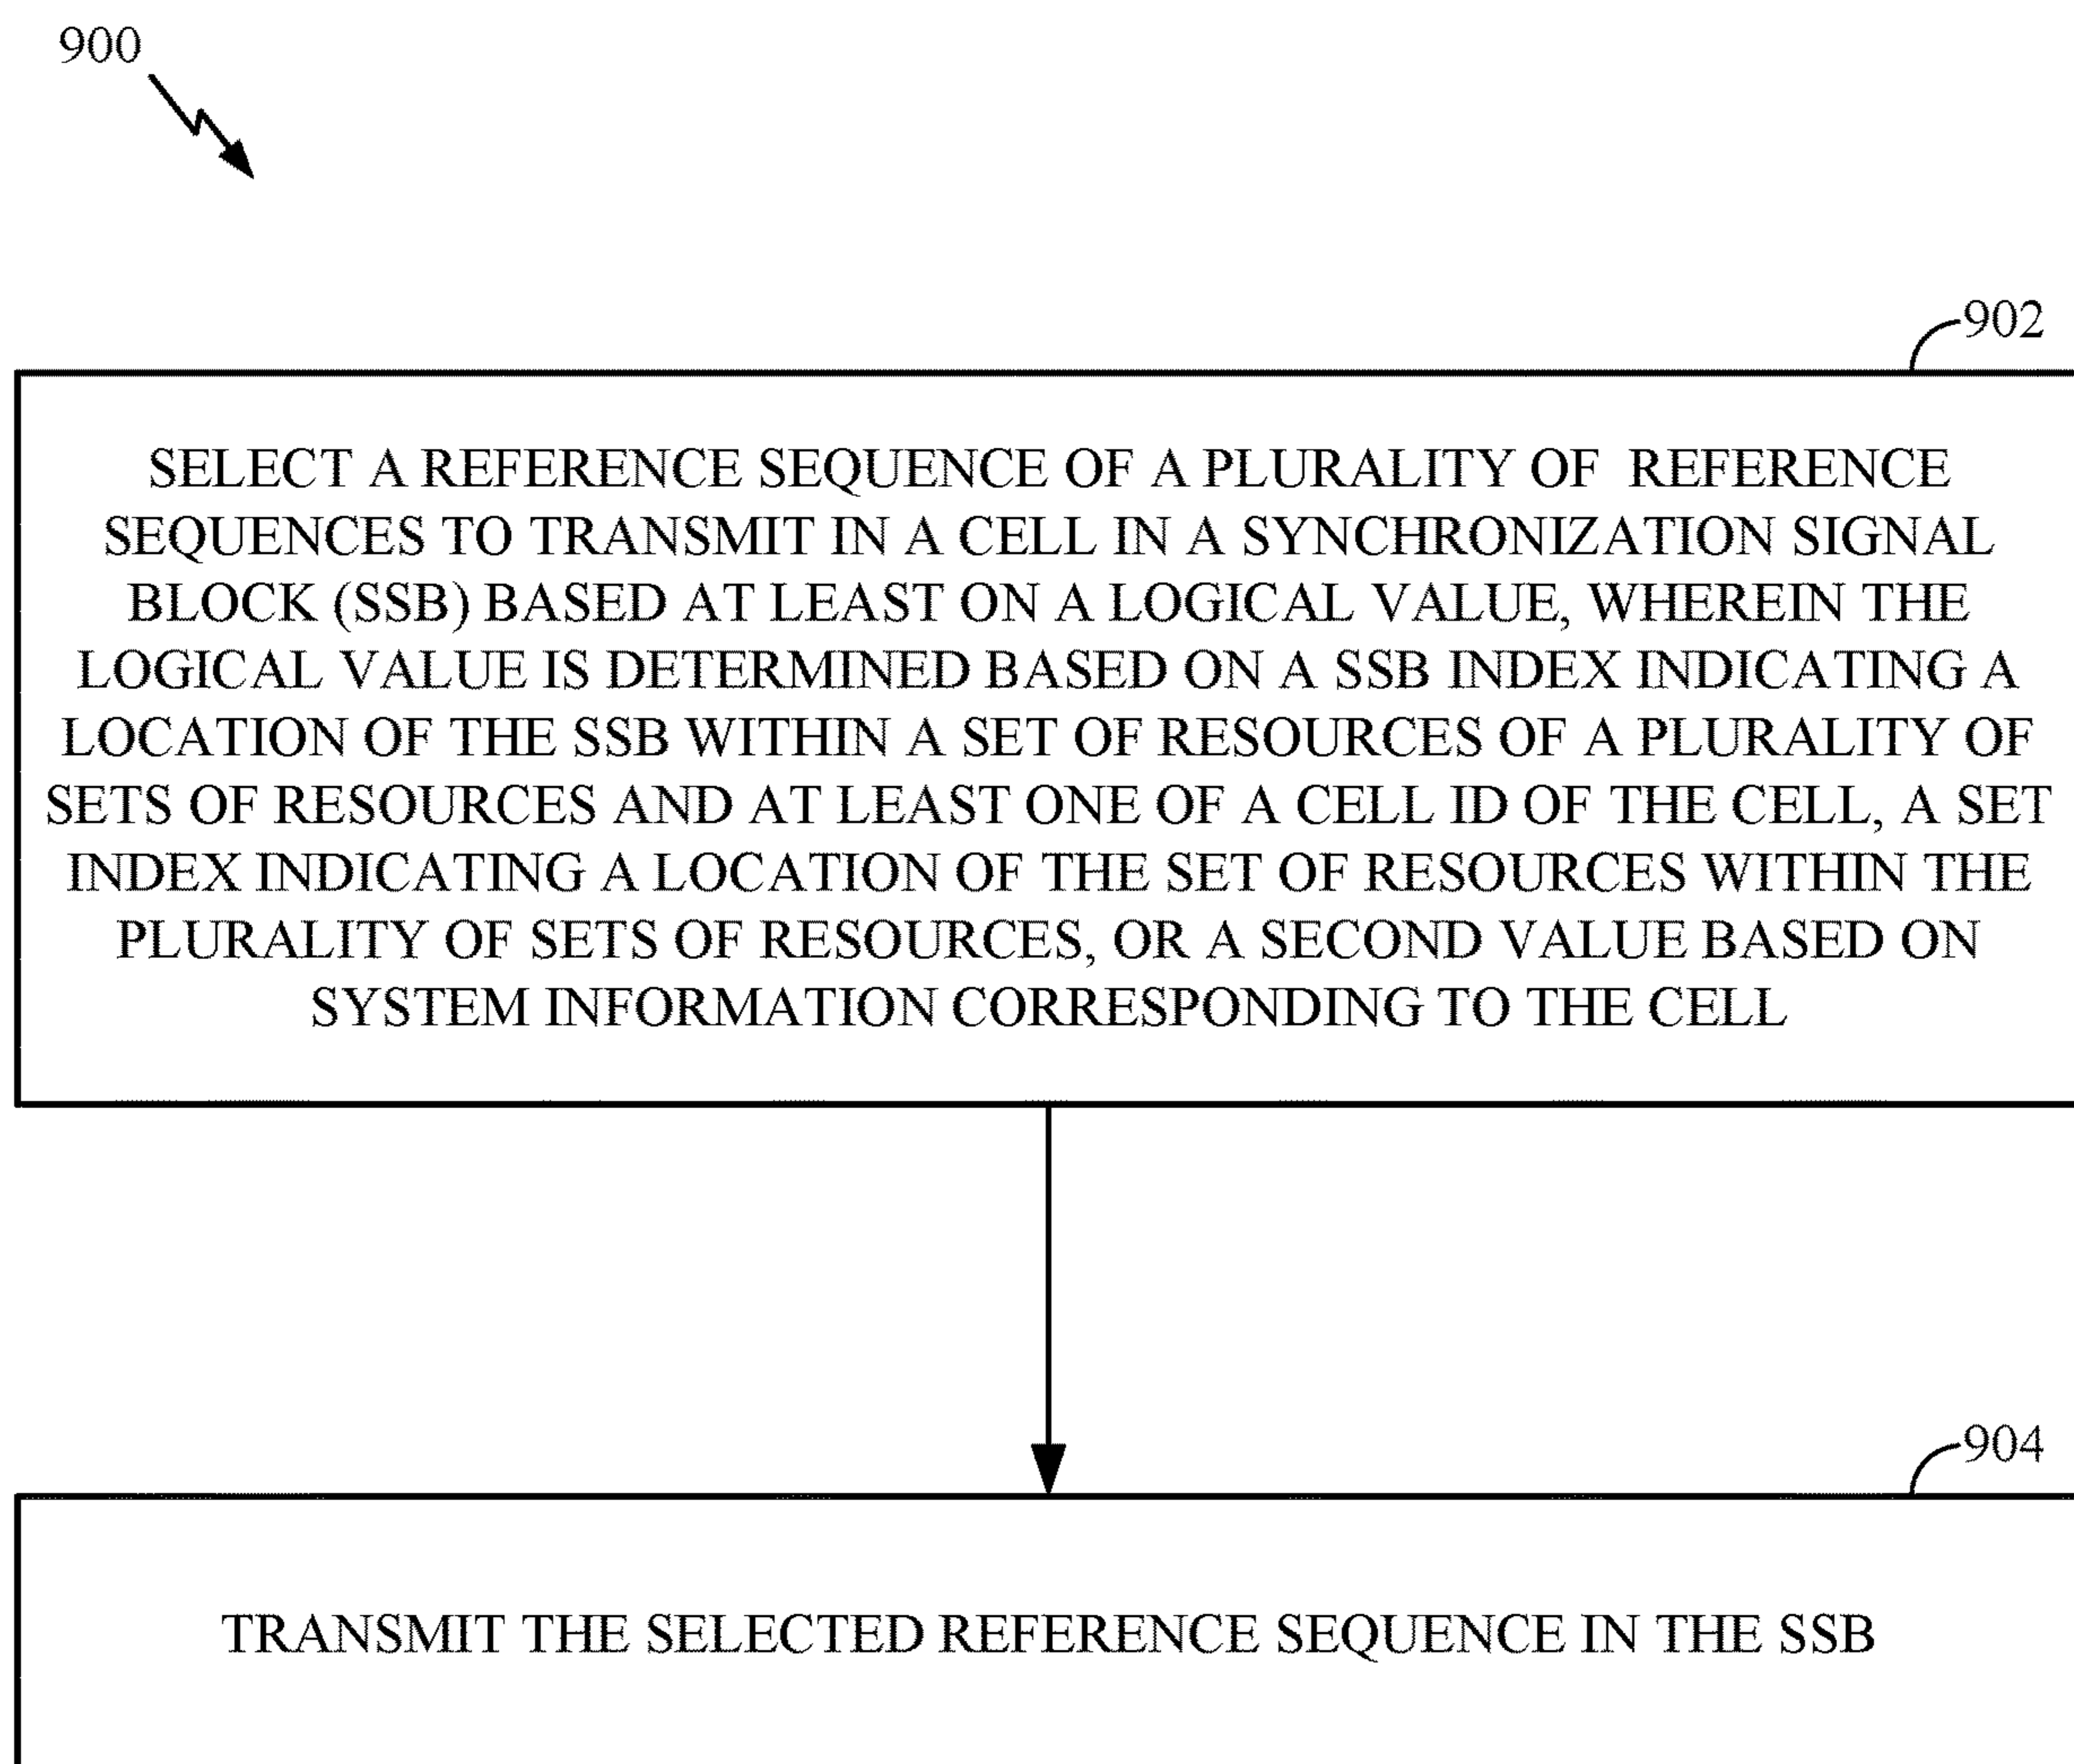 900
902
SELECT A REFERENCE SEQUENCE OF A PLURALITY OF REFERENCE
SEQUENCES TO TRANSMIT IN A CELL IN A SYNCHRONIZATION SIGNAL
BLOCK (SSB) BASED AT LEAST ON A LOGICAL VALUE, WHEREIN THE
LOGICAL VALUE IS DETERMINED BASED ON A SSB INDEX INDICATING A
LOCATION OF THE SSB WITHIN A SET OF RESOURCES OF A PLURALITY OF
SETS OF RESOURCES AND AT LEAST ONE OF A CELL ID OF THE CELL, A SET
INDEX INDICATING A LOCATION OF THE SET OF RESOURCES WITHIN THE
PLURALITY OF SETS OF RESOURCES, OR A SECOND VALUE BASED ON
SYSTEM INFORMATION CORRESPONDING TO THE CELL
904
TRANSMIT THE SELECTED REFERENCE SEQUENCE IN THE SSB